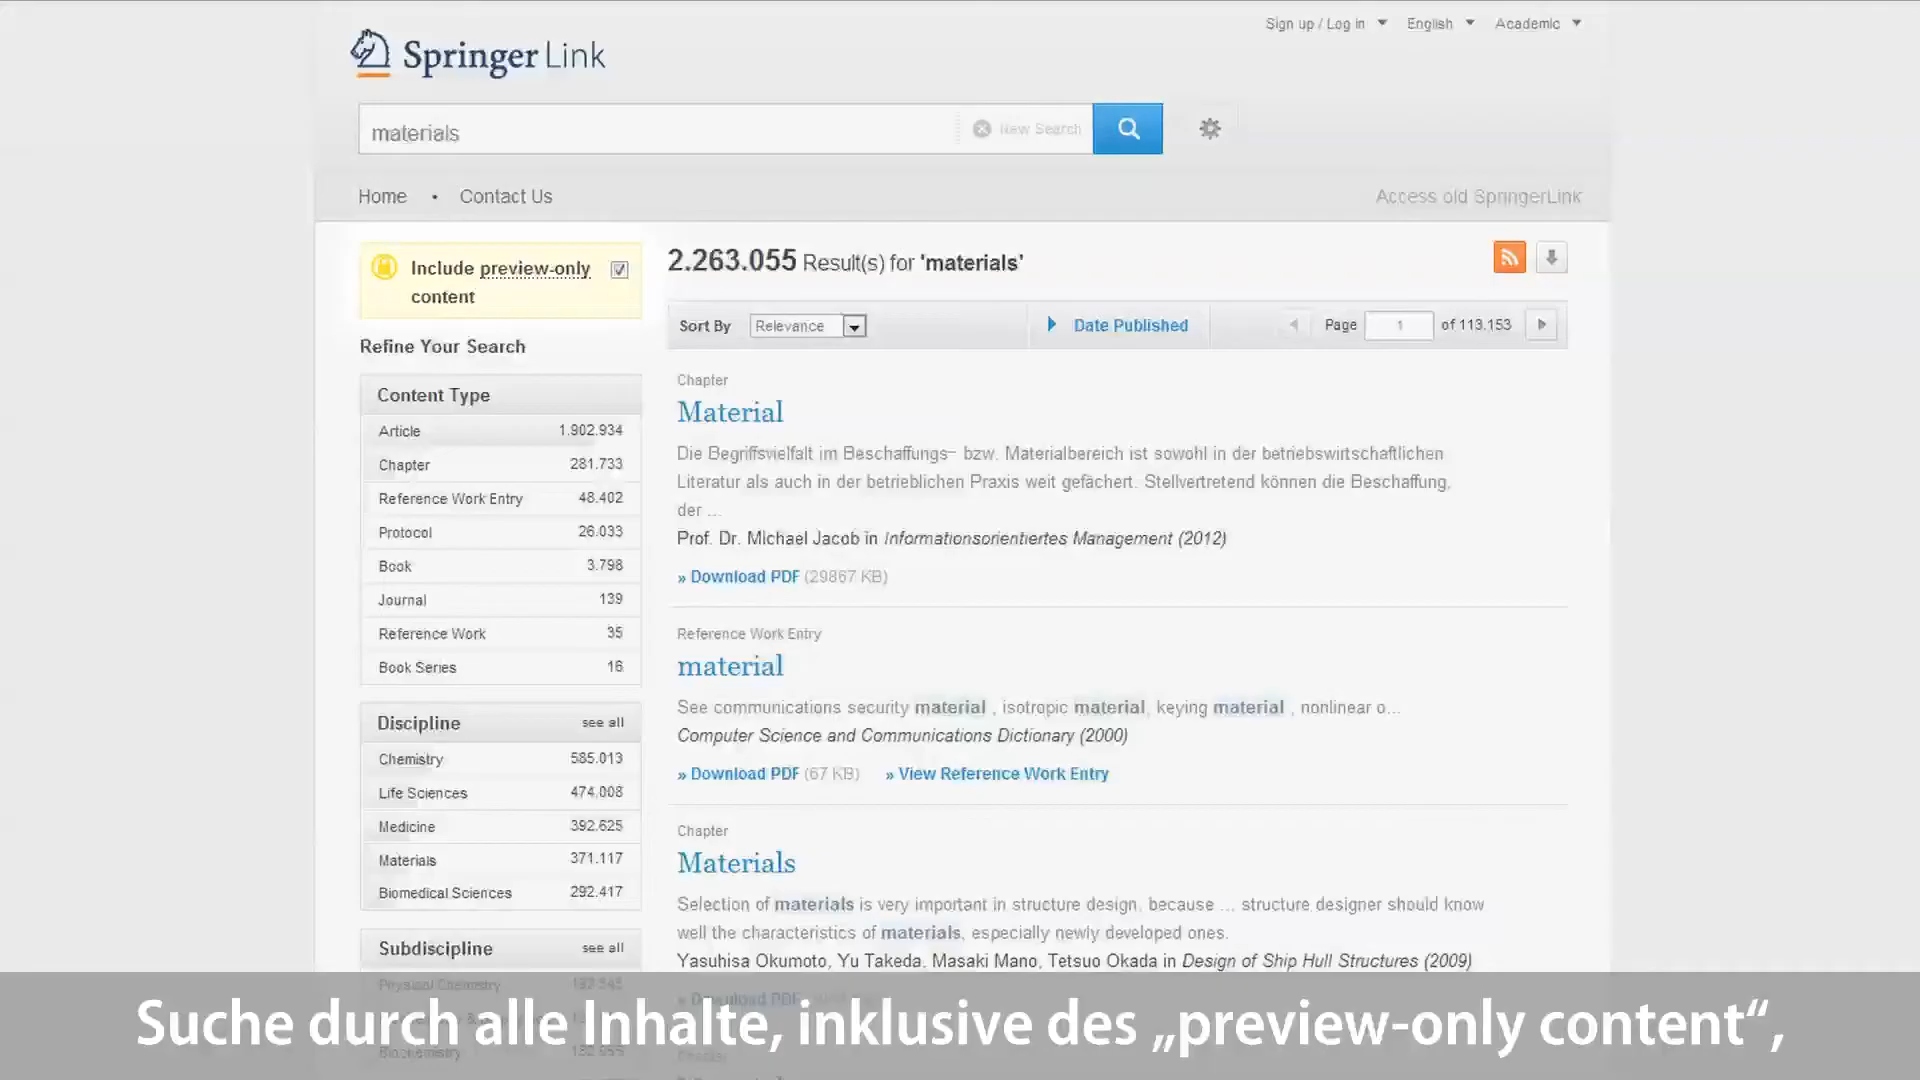 Sign up / Log in English Academic
Springer Link
materials New Search
Home • Contact Us Access old SpringerLink
Include preview-only
content
2.263.055 Result(s) for 'materials'
Sort By Relevance Date Published Page 1 of 113.153
Refine Your Search
Content Type
Article 1.902.934
Chapter 281.733
Reference Work Entry 48.402
Protocol 26.033
Book 3.798
Journal 139
Reference Work 35
Book Series 16
Discipline see all
Chemistry 585.013
Life Sciences 474.008
Medicine 392.625
Materials 371.117
Biomedical Sciences 292.417
Subdiscipline see all
Physical Chemistry
Biochemistry
Chapter
Material
Die Begriffsvielfalt im Beschaffungs– bzw. Materialbereich ist sowohl in der betriebswirtschaftlichen
Literatur als auch in der betrieblichen Praxis weit gefächert. Stellvertretend können die Beschaffung,
der ...
Prof. Dr. Michael Jacob in Informationsorientiertes Management (2012)
» Download PDF (29867 KB)
Reference Work Entry
material
See communications security material , isotropic material, keying material , nonlinear o...
Computer Science and Communications Dictionary (2000)
» Download PDF (67 KB) » View Reference Work Entry
Chapter
Materials
Selection of materials is very important in structure design, because ... structure designer should know
well the characteristics of materials, especially newly developed ones.
Yasuhisa Okumoto, Yu Takeda, Masaki Mano, Tetsuo Okada in Design of Ship Hull Structures (2009)
» Download PDF
Chapter
Suche durch alle Inhalte, inklusive des „preview-only content“,